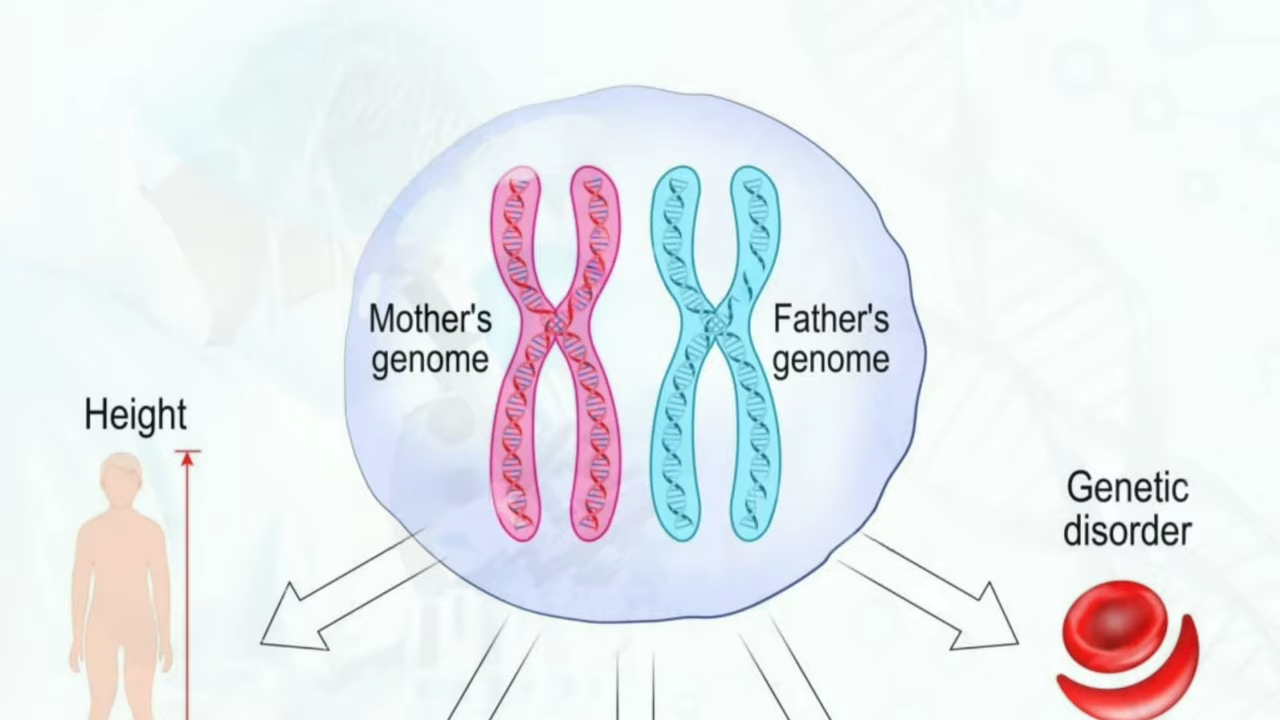 Mother's
genome
Father's
genome
Height
Genetic
disorder